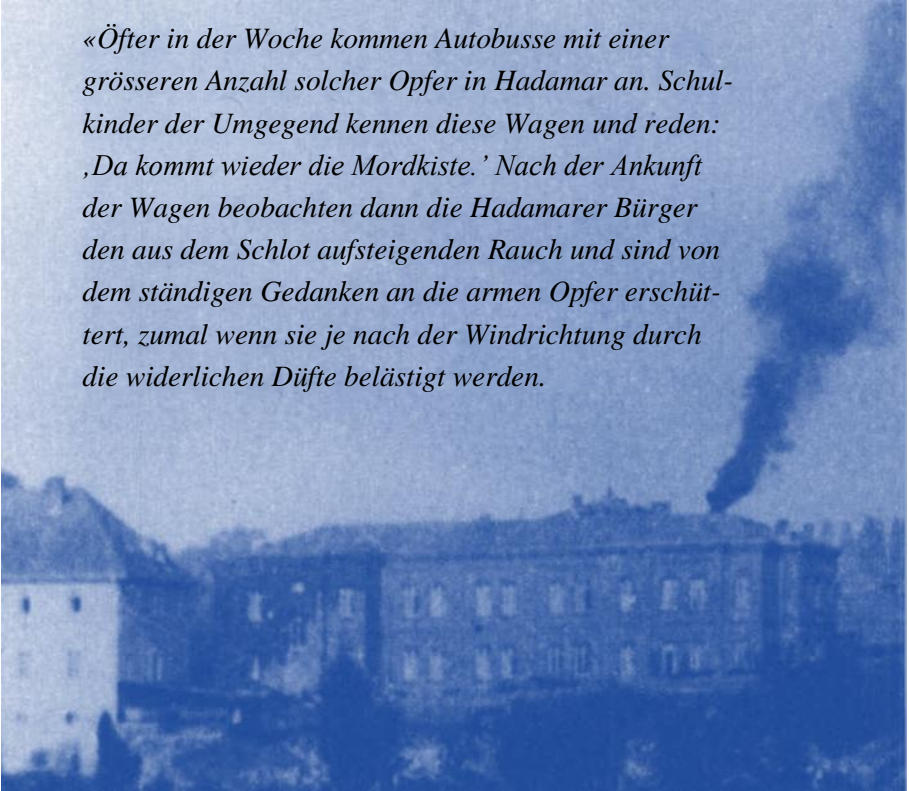 «Öfter in der Woche kommen Autobusse mit einer
grösseren Anzahl solcher Opfer in Hadamar an. Schul-
kinder der Umgegend kennen diese Wagen und reden:
‚Da kommt wieder die Mordkiste.’ Nach der Ankunft
der Wagen beobachten dann die Hadamarer Bürger
den aus dem Schlot aufsteigenden Rauch und sind von
dem ständigen Gedanken an die armen Opfer erschüt-
tert, zumal wenn sie je nach der Windrichtung durch
die widerlichen Düfte belästigt werden.